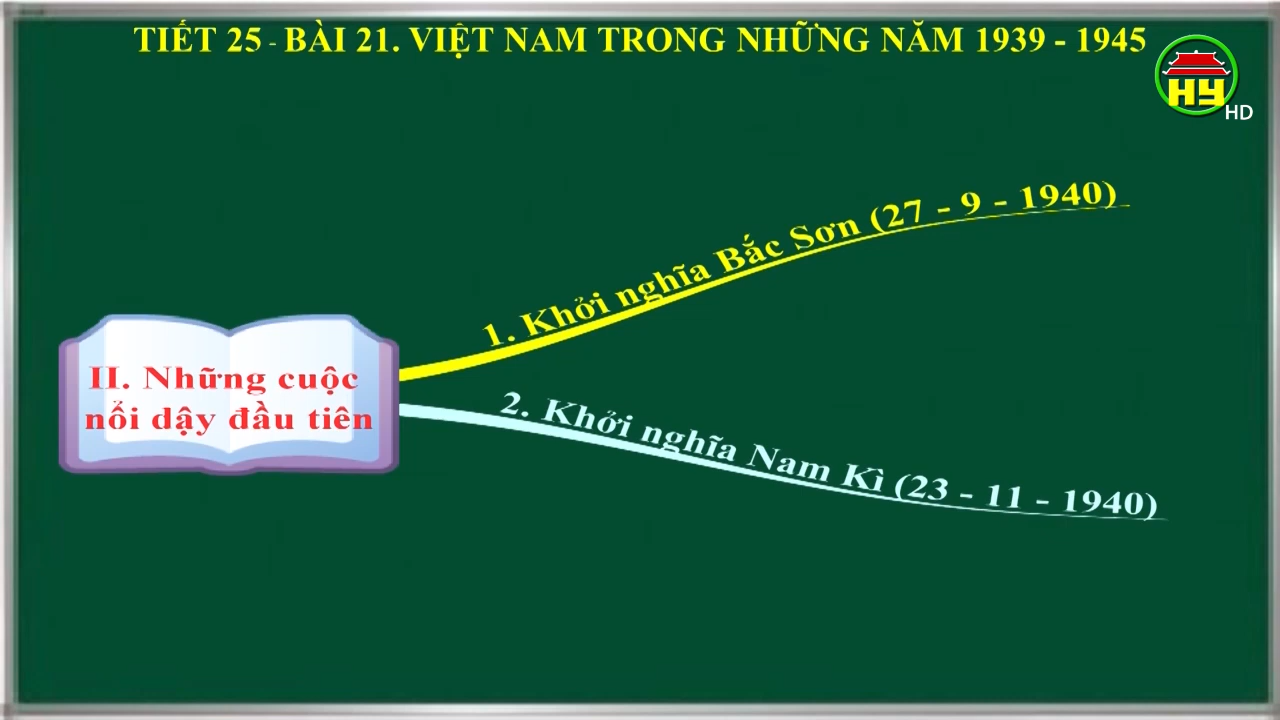 TIẾT 25 - BÀI 21. VIỆT NAM TRONG NHỮNG NĂM 1939 - 1945
HY
HD
1. Khởi nghĩa Bắc Sơn (27 - 9 - 1940)
II. Những cuộc
nổi dậy đầu tiên
2. Khởi nghĩa Nam Kì (23 - 11 - 1940)